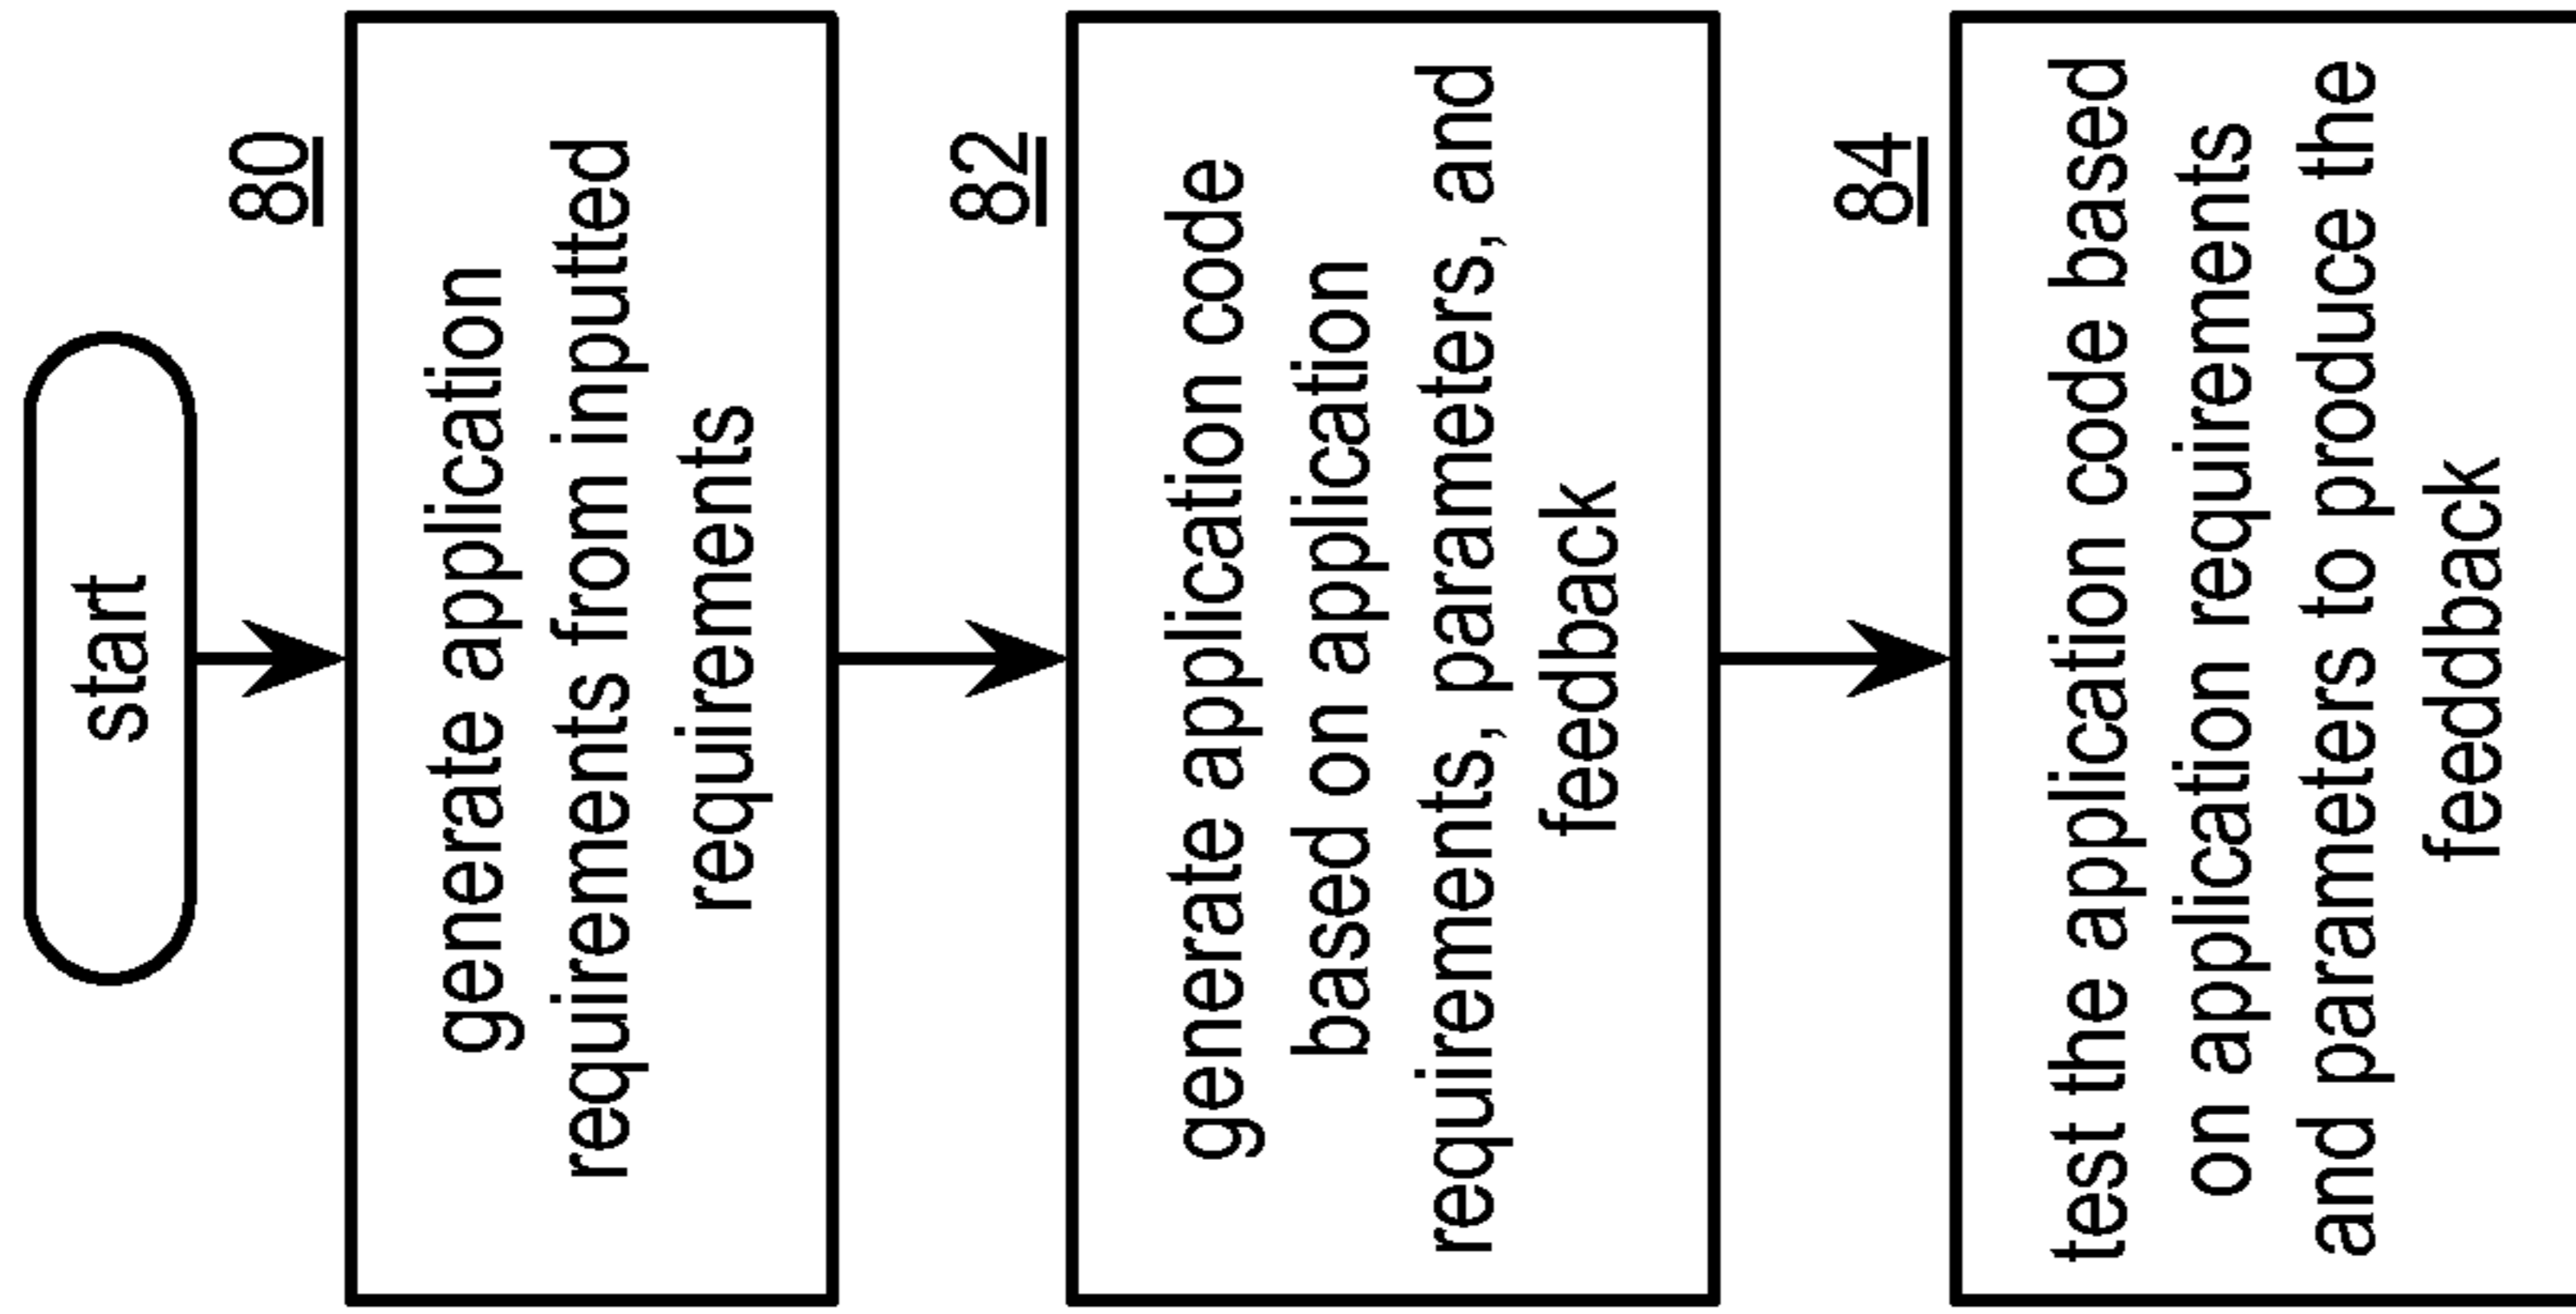 start
80
generate application
requirements from inputted
requirements
82
generate application code
based on application
requirements, parameters, and
feedback
84
test the application code based
on application requirements
and parameters to produce the
feeddback